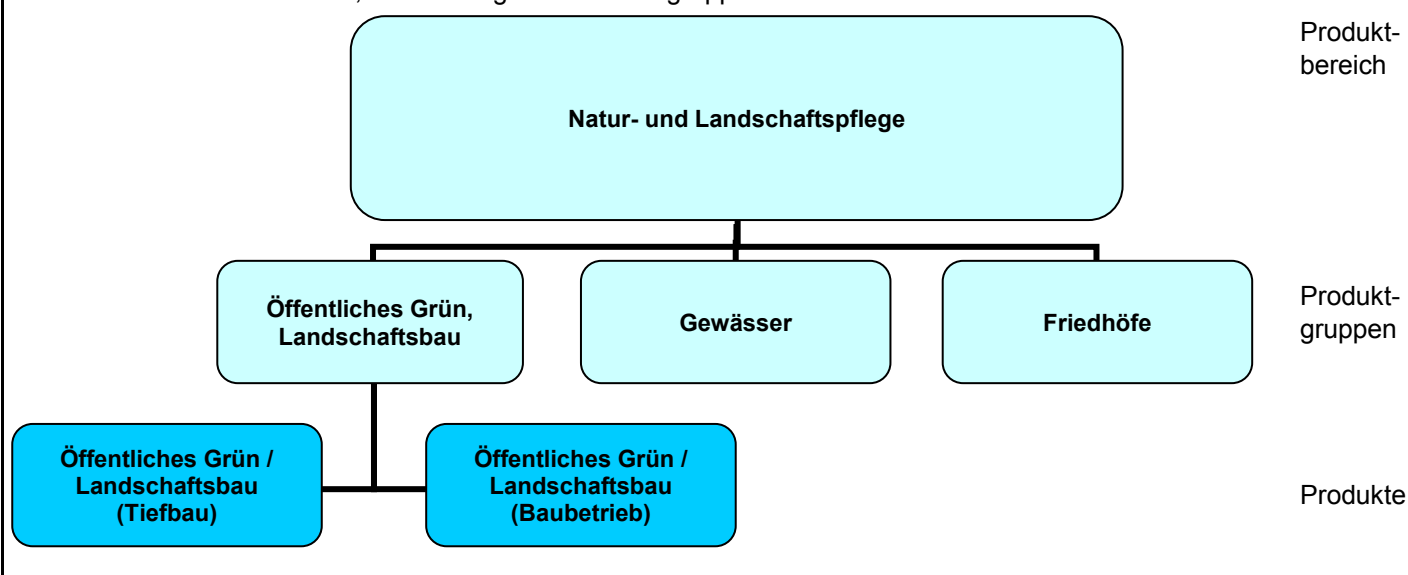 Produkt-
bereich
Natur- und Landschaftspflege
Öffentliches Grün,
Landschaftsbau
Gewässer
Friedhöfe
Produkt-
gruppen
Öffentliches Grün /
Landschaftsbau
(Tiefbau)
Öffentliches Grün /
Landschaftsbau
(Baubetrieb)
Produkte